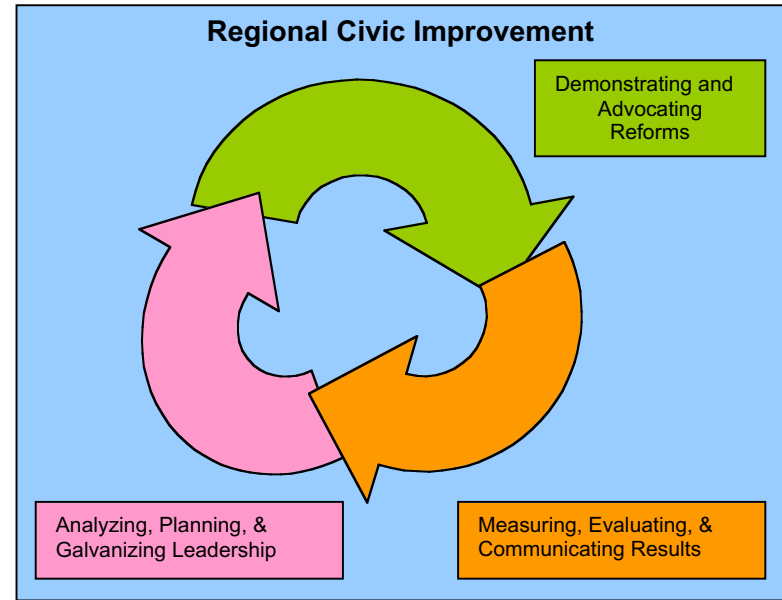 Regional Civic Improvement
Demonstrating and
Advocating
Reforms
Analyzing, Planning, &
Galvanizing Leadership
Measuring, Evaluating, &
Communicating Results